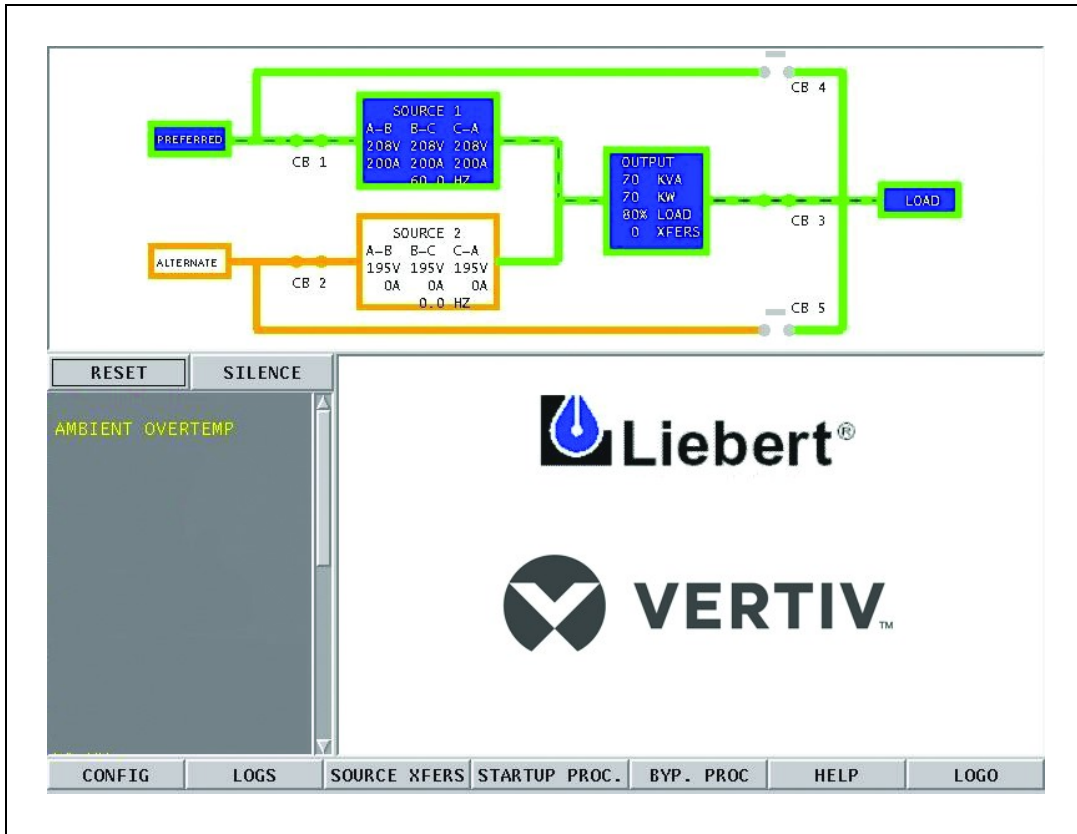 SOURCE 1
A-B B-C C-A
208V 208V 208V
200A 200A 200A
60.0 HZ
PREFERRED
CB 1
CB 4
OUTPUT
70 KVA
70 KW
80% LOAD
0 XFERS
CB 3
LOAD
SOURCE 2
A-B B-C C-A
195V 195V 195V
0A 0A 0A
0.0 HZ
ALTERNATE
CB 2
CB 5
RESET SILENCE
AMBIENT OVERTEMP
Liebert®
VERTIV™
CONFIG LOGS SOURCE XFERS STARTUP PROC. BYP. PROC HELP LOGO